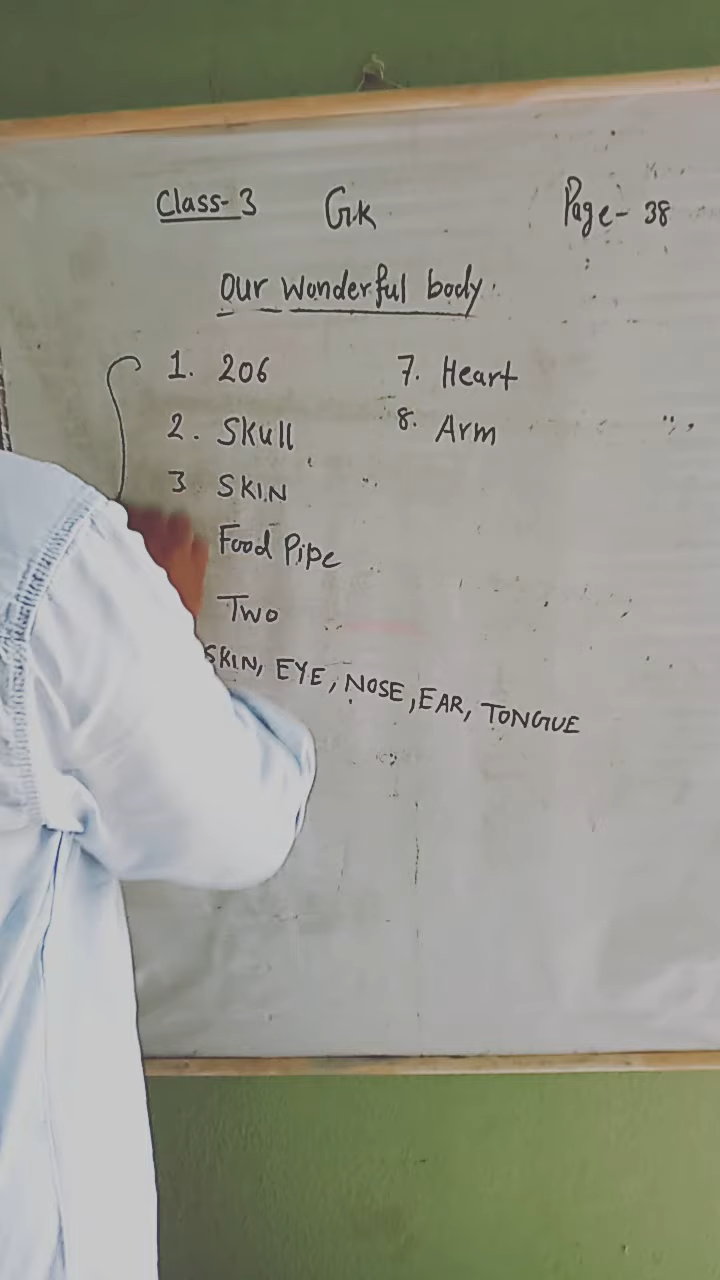 Class-3 G.K Page-38
Our Wonderful body.
1. 206
2. Skull
3 SKIN
Food Pipe
Two
SKIN, EYE, NOSE, EAR, TONGUE
7. Heart
8. Arm